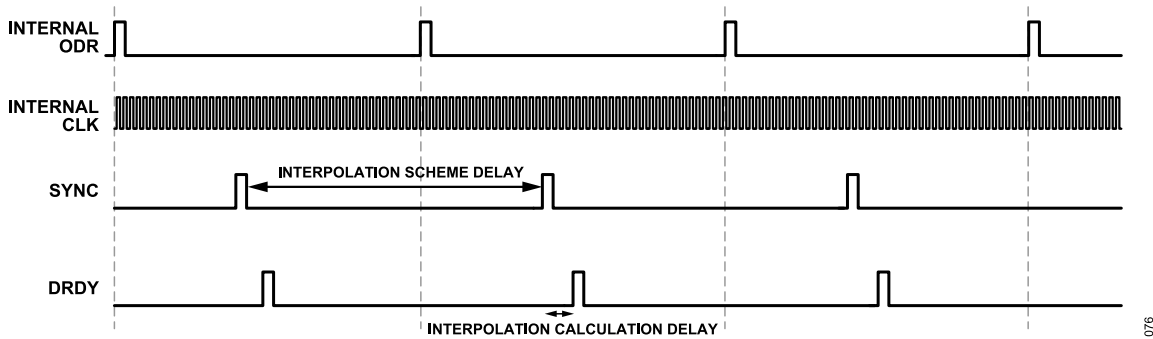 INTERNAL
ODR
INTERNAL
CLK
INTERPOLATION SCHEME DELAY
SYNC
DRDY
INTERPOLATION CALCULATION DELAY
076